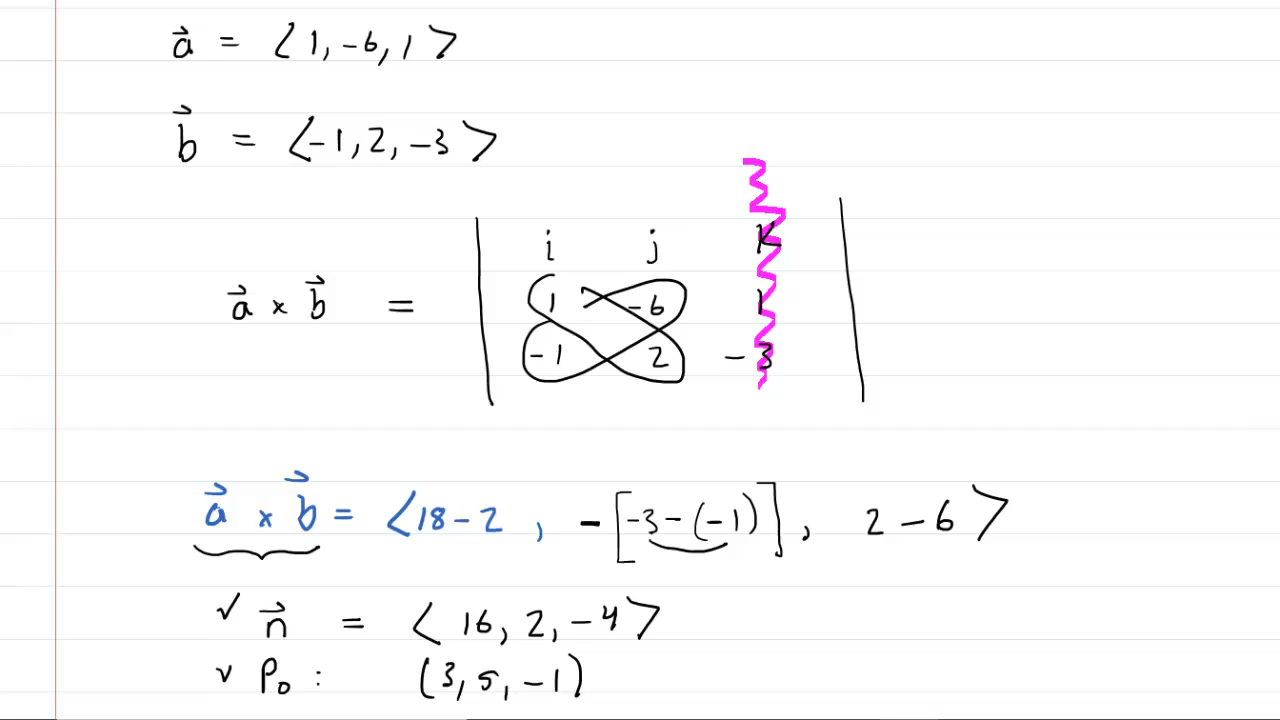 a⃗ = ⟨1, -6, 1⟩
b⃗ = ⟨-1, 2, -3⟩
i j K
a⃗ × b⃗ = | 1 -6 1 |
-1 2 -3
a⃗ × b⃗ = ⟨18 - 2, -[-3 - (-1)], 2 - 6⟩
✓ n⃗ = ⟨16, 2, -4⟩
✓ P₀ : (3, 5, -1)